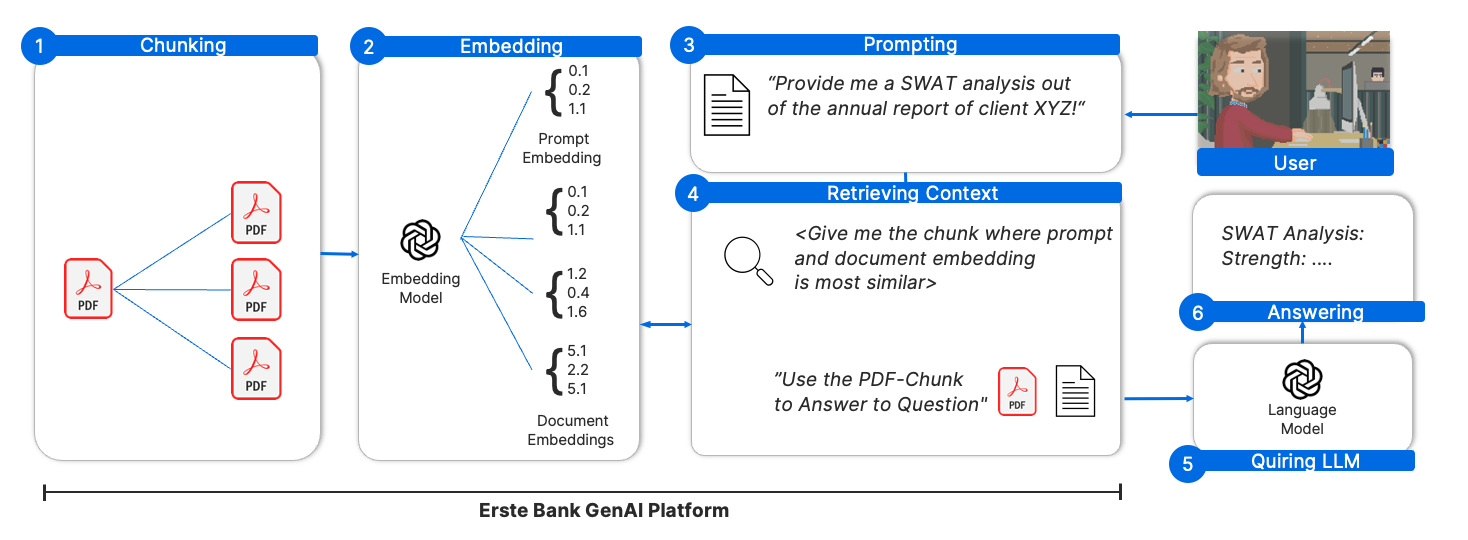 1 Chunking
PDF
PDF
PDF
PDF
2 Embedding
0.1
0.2
1.1
Prompt
Embedding
0.1
0.2
1.1
Embedding
Model
1.2
0.4
1.6
5.1
2.2
5.1
Document
Embeddings
3 Prompting
“Provide me a SWAT analysis out
of the annual report of client XYZ!“
User
4 Retrieving Context
<Give me the chunk where prompt
and document embedding
is most similar>
”Use the PDF-Chunk
to Answer to Question"
PDF
SWAT Analysis:
Strength: ....
6 Answering
Language
Model
5 Quiring LLM
Erste Bank GenAI Platform